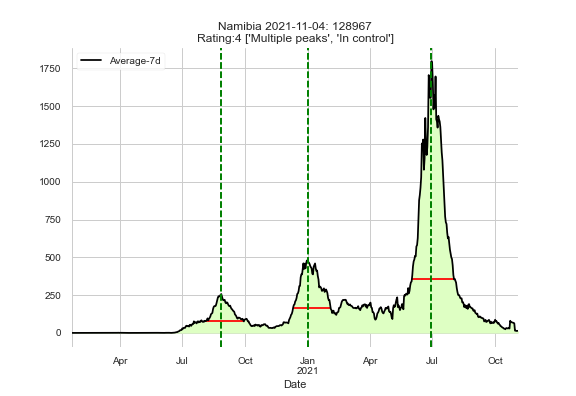 Namibia 2021-11-04: 128967
Rating:4 ['Multiple peaks', 'In control']
Average-7d
1750
1500
1250
1000
750
500
250
0
Apr Jul Oct Jan Apr Jul Oct
2021
Date